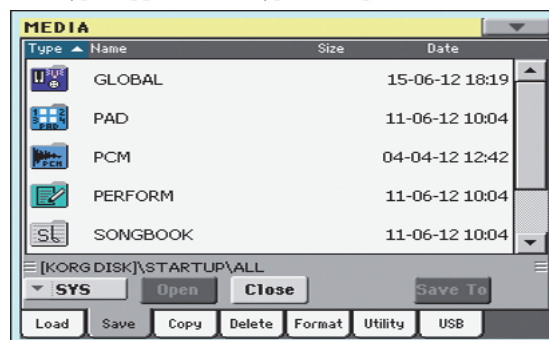 MEDIA
Type Name Size Date
GLOBAL 15-06-12 18:19
PAD 11-06-12 10:04
PCM PCM 04-04-12 12:42
PERFORM 11-06-12 10:04
SONGBOOK 11-06-12 10:04
[KORG DISK]\STARTUP\ALL
SYS Open Close Save To
Load Save Copy Delete Format Utility USB